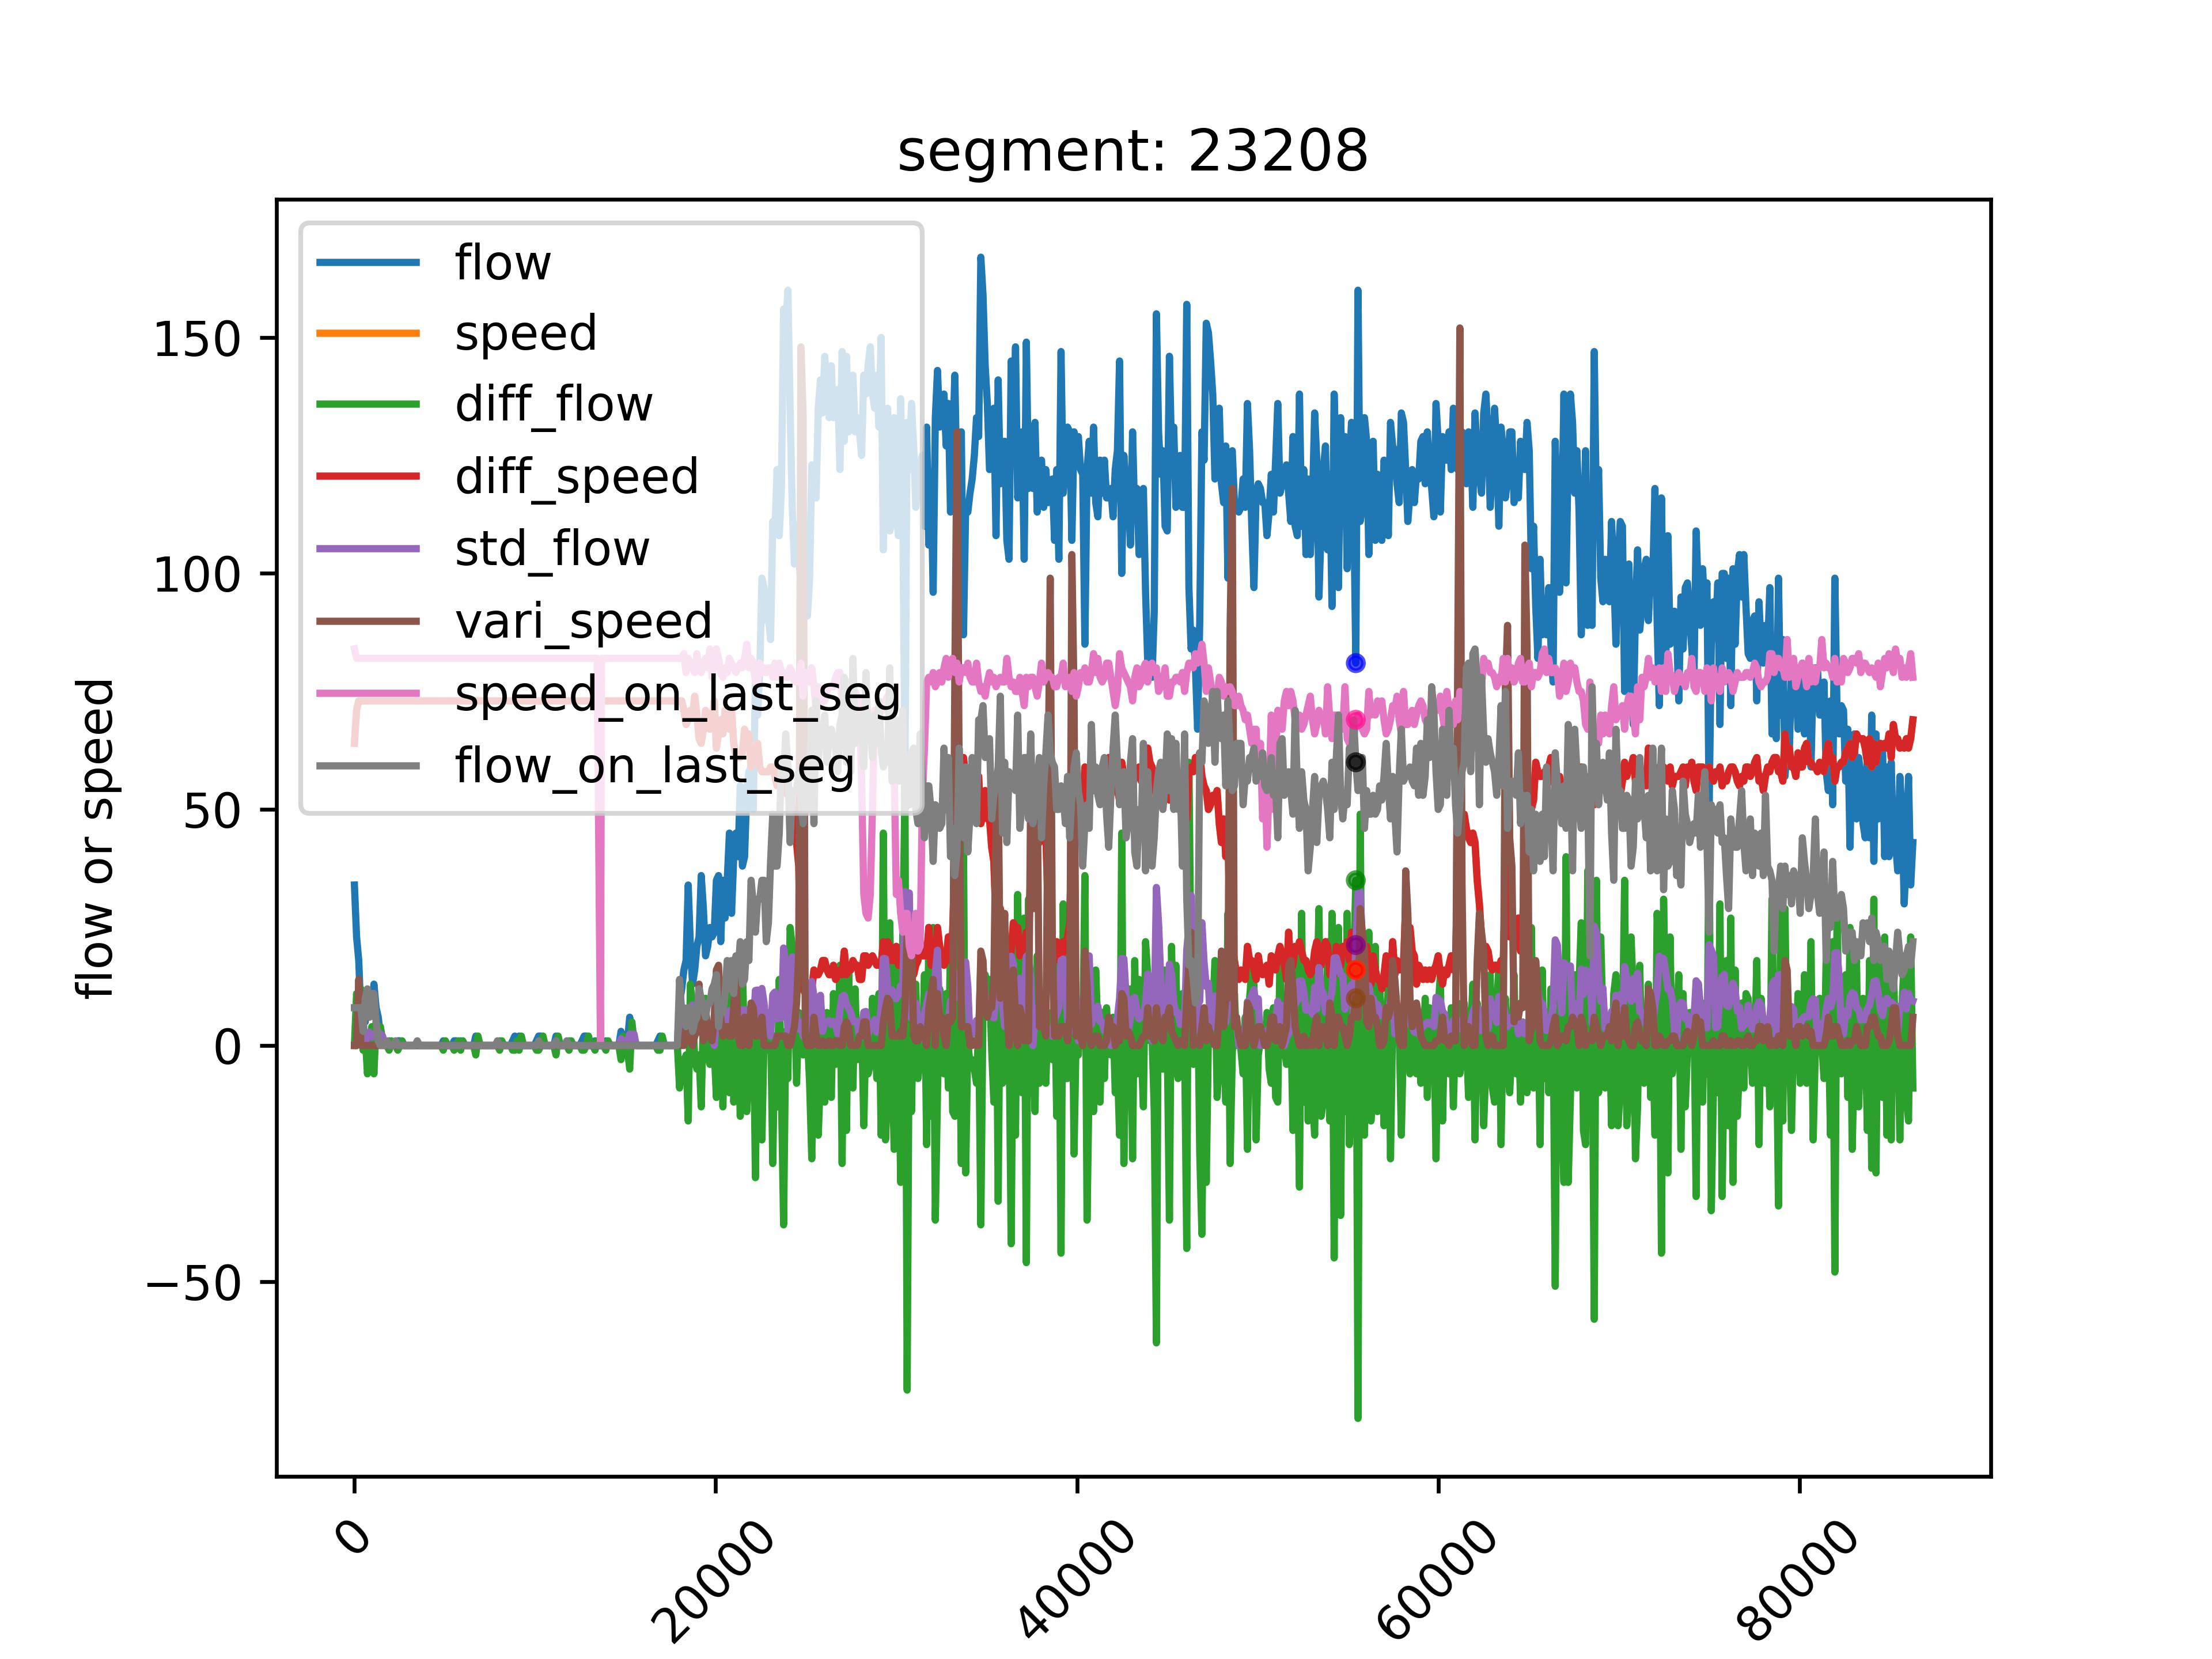 segment: 23208
flow
speed
diff_flow
diff_speed
std_flow
vari_speed
speed_on_last_seg
flow_on_last_seg
flow or speed
150
100
50
0
−50
0
20000
40000
60000
80000